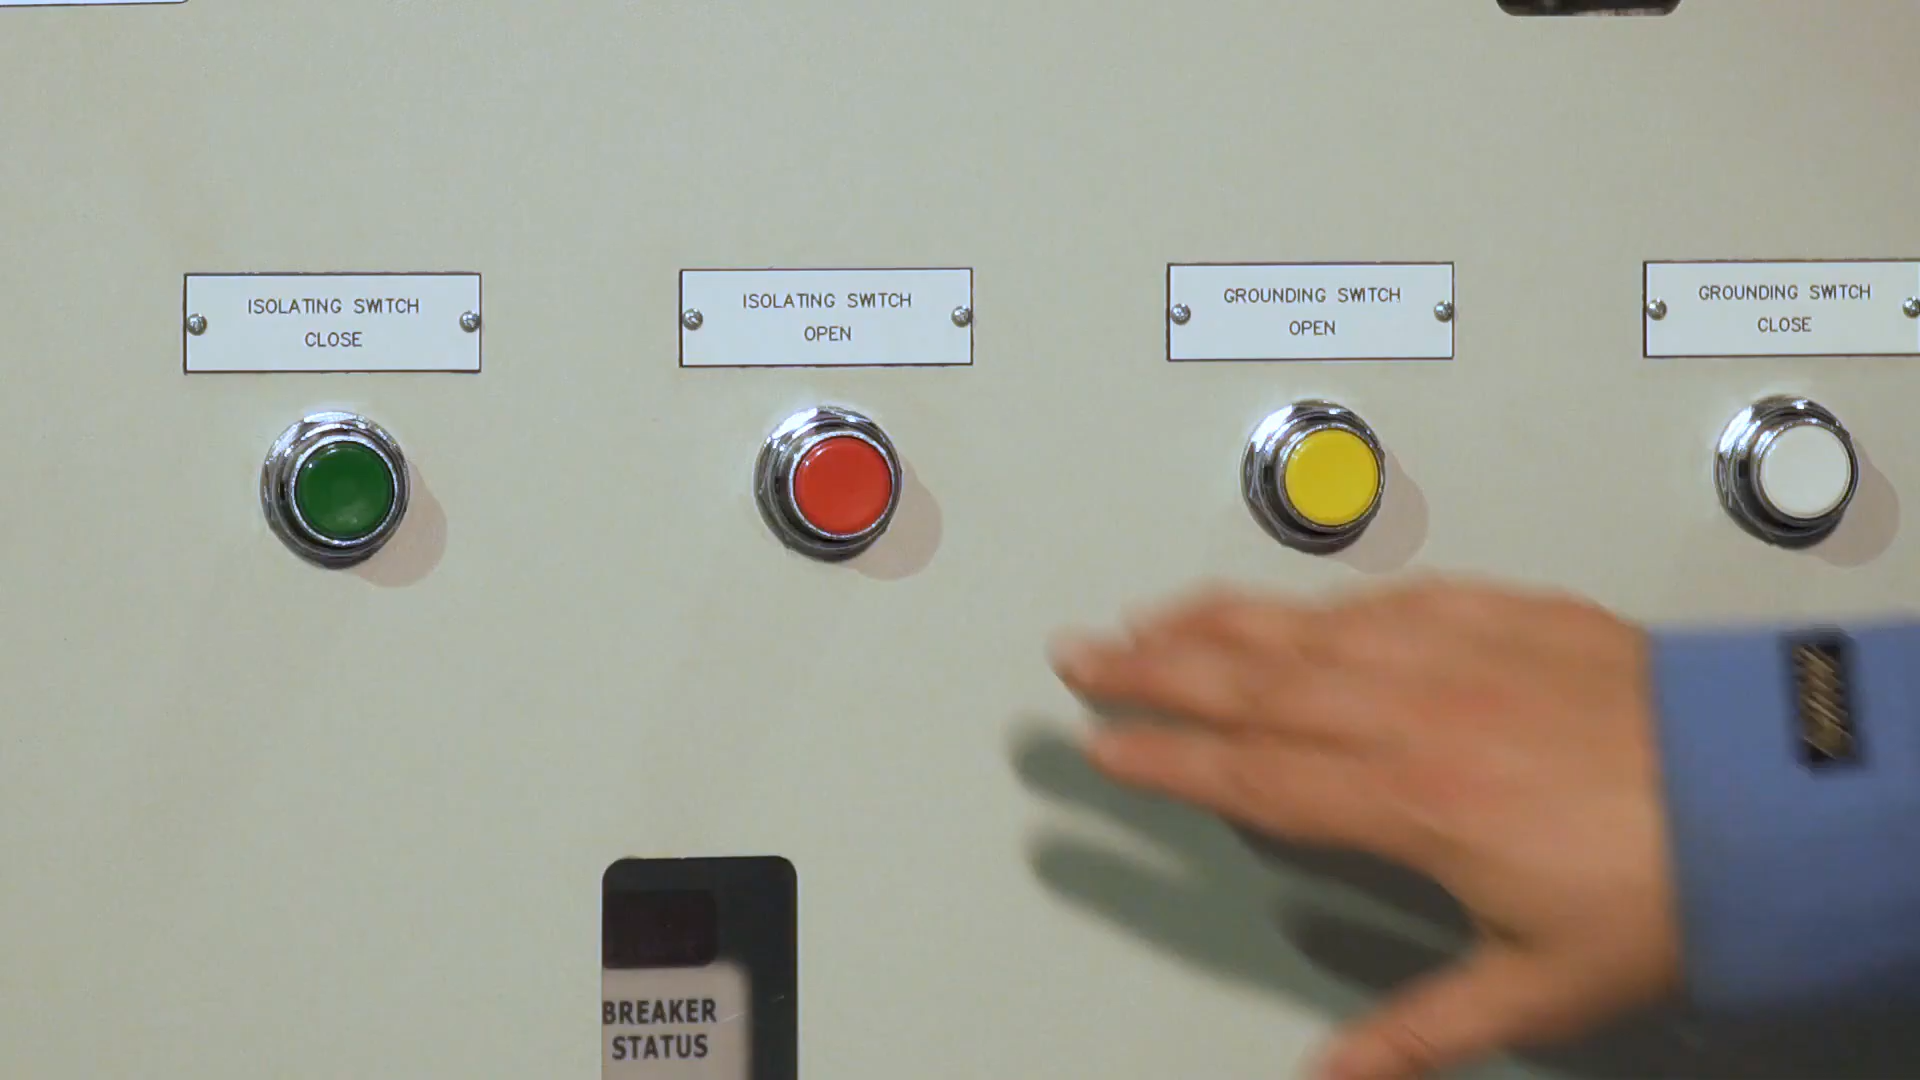 ISOLATING SWITCH
CLOSE
ISOLATING SWITCH
OPEN
GROUNDING SWITCH
OPEN
GROUNDING SWITCH
CLOSE
BREAKER
STATUS